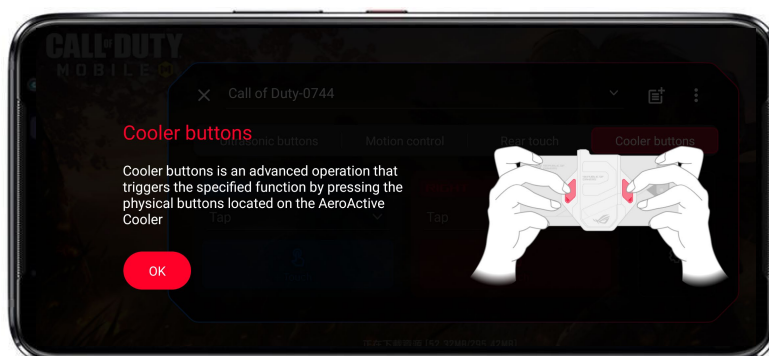 CALL OF DUTY
MOBILE
Call of Duty-0744
Cooler buttons
Ultrasonic buttons
Motion control
Rear touch
Cooler buttons
Cooler buttons is an advanced operation that
triggers the specified function by pressing the
physical buttons located on the AeroActive
Cooler
Tap
Tap
OK